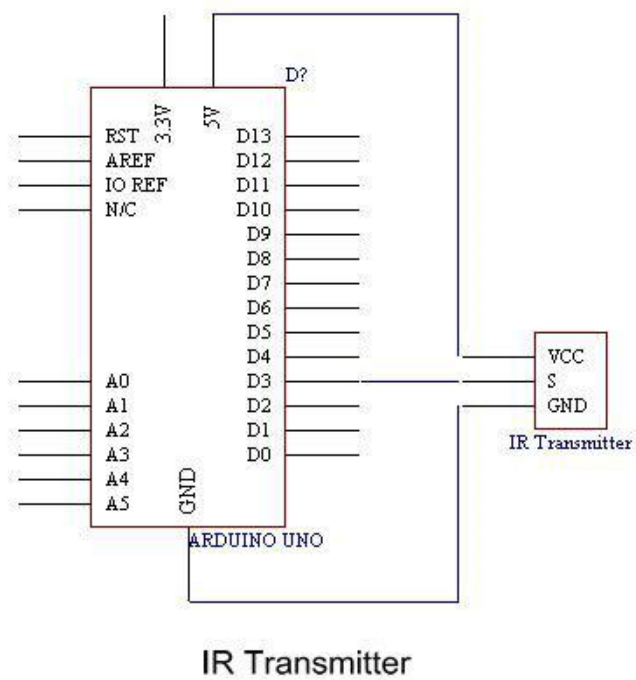 D?
3.3V
5V
RST
AREF
IO REF
N/C
A0
A1
A2
A3
A4
A5
GND
D13
D12
D11
D10
D9
D8
D7
D6
D5
D4
D3
D2
D1
D0
ARDUINO UNO
VCC
S
GND
IR Transmitter
IR Transmitter